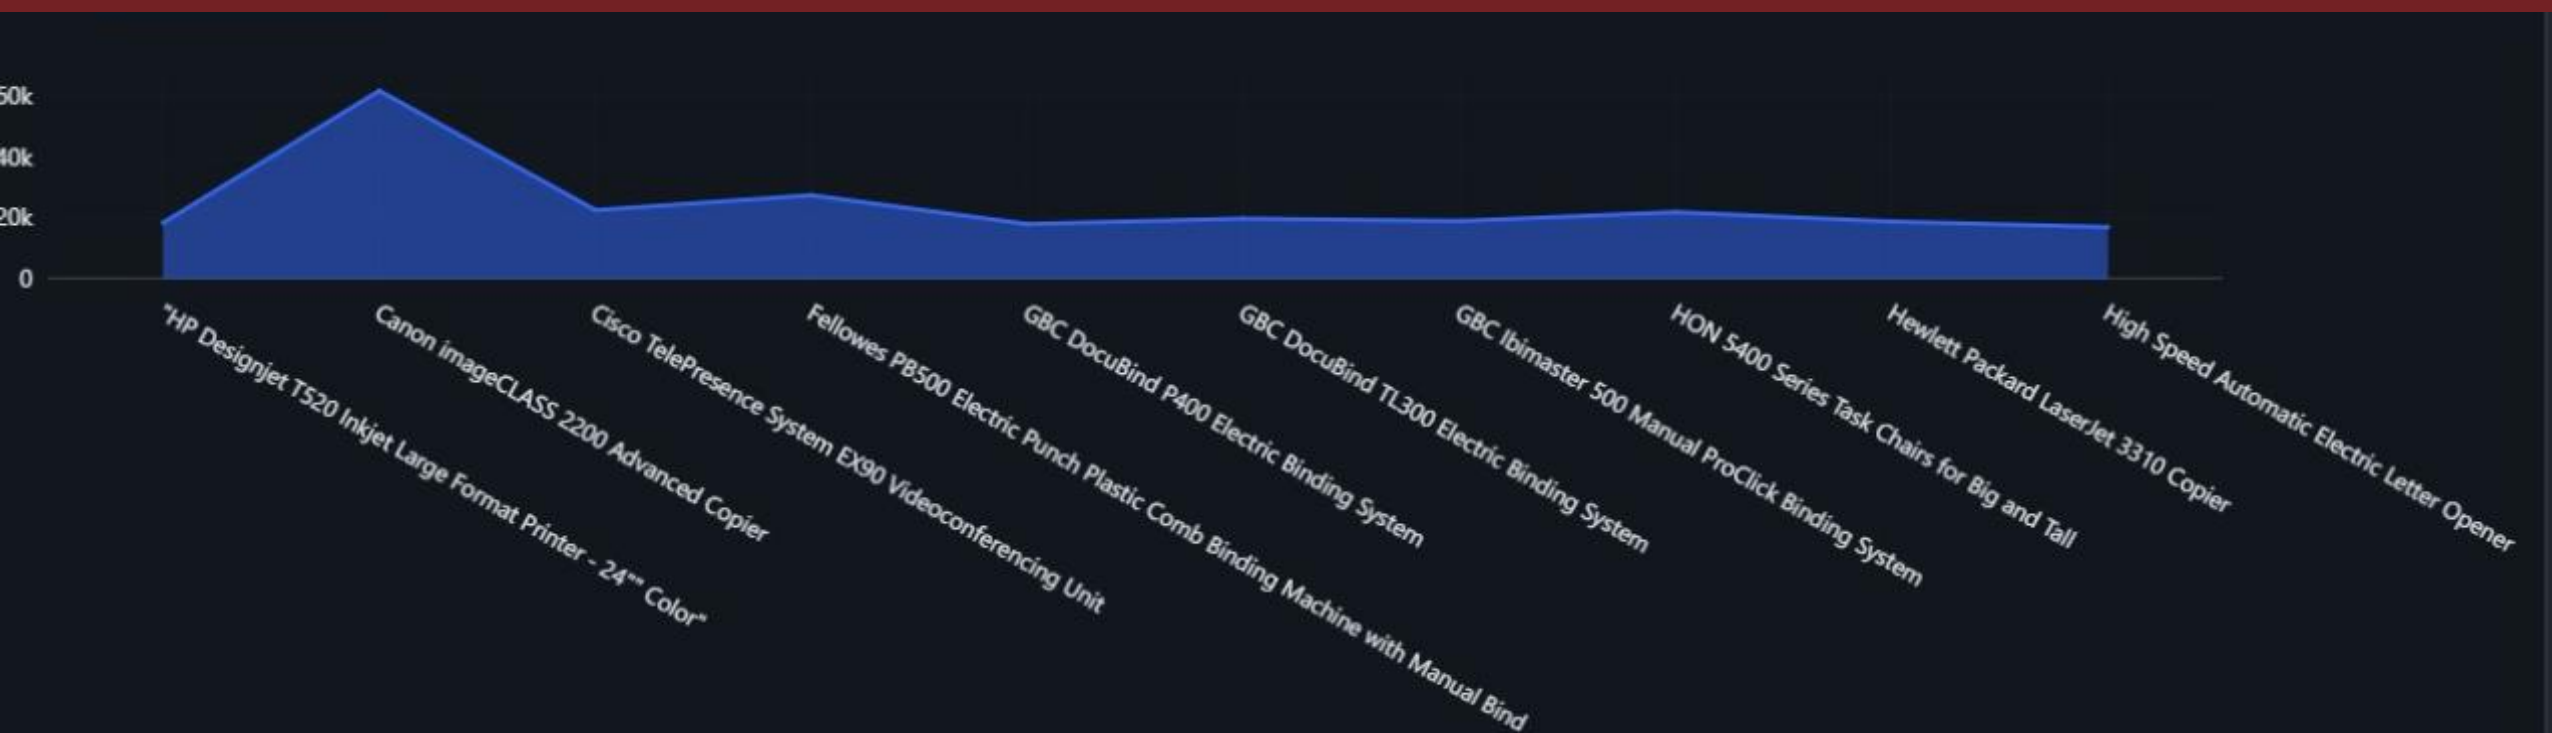 60k
40k
20k
0
"HP Designjet T520 Inkjet Large Format Printer - 24"" Color"
Canon imageCLASS 2200 Advanced Copier
Cisco TelePresence System EX90 Videoconferencing Unit
Fellowes PB500 Electric Punch Plastic Comb Binding Machine with Manual Bind
GBC DocuBind P400 Electric Binding System
GBC DocuBind TL300 Electric Binding System
GBC Ibimaster 500 Manual ProClick Binding System
HON 5400 Series Task Chairs for Big and Tall
Hewlett Packard LaserJet 3310 Copier
High Speed Automatic Electric Letter Opener